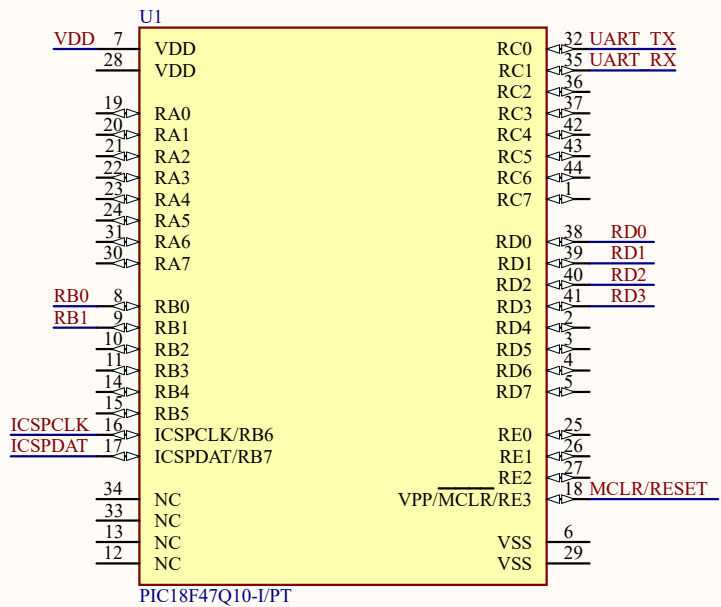 U1
VDD 7 VDD RC0 32 UART_TX
28 VDD RC1 35 UART_RX
RC2 36
19 RA0 RC3 37
20 RA1 RC4 42
21 RA2 RC5 43
22 RA3 RC6 44
23 RA4 RC7 1
24 RA5
31 RA6 RD0 38 RD0
30 RA7 RD1 39 RD1
RD2 40 RD2
RB0 8 RB0 RD3 41 RD3
RB1 9 RB1 RD4 2
10 RB2 RD5 3
11 RB3 RD6 4
14 RB4 RD7 5
15 RB5
ICSPCLK 16 ICSPCLK/RB6 RE0 25
ICSPDAT 17 ICSPDAT/RB7 RE1 26
RE2 27
34 NC VPP/MCLR/RE3 18 MCLR/RESET
33 NC
13 NC VSS 6
12 NC VSS 29
PIC18F47Q10-I/PT